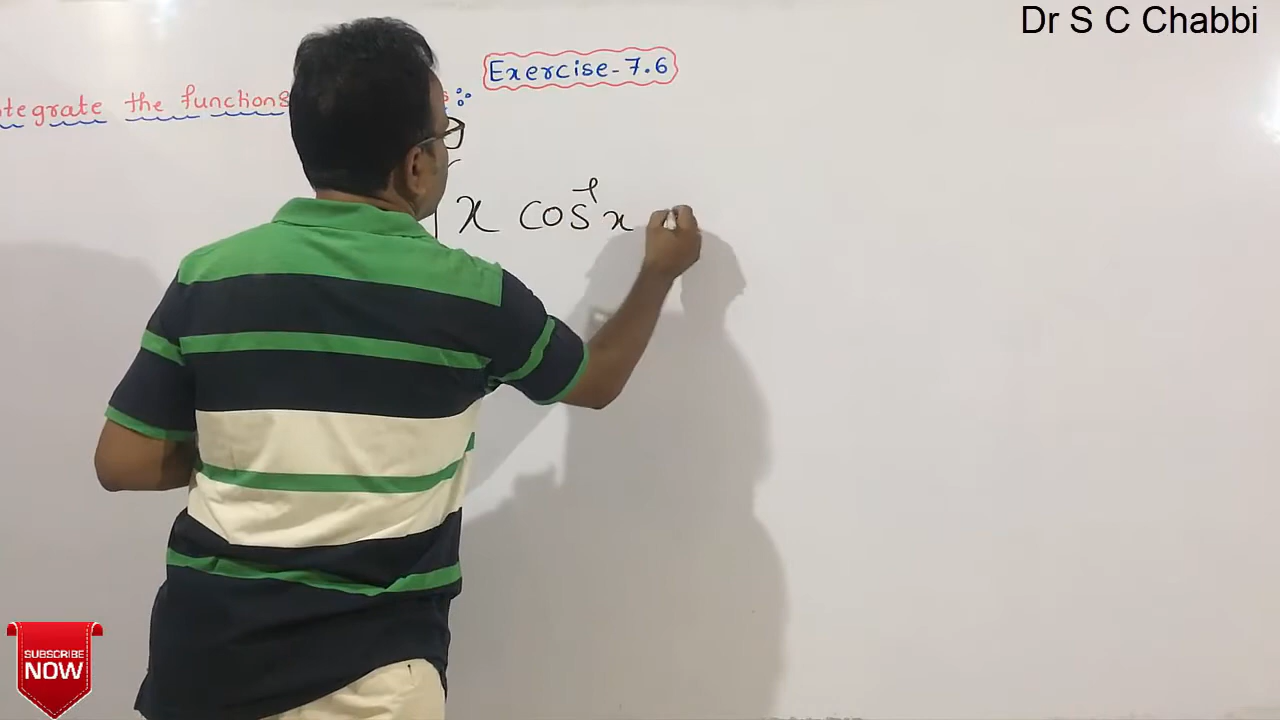 Dr S C Chabbi
Exercise-7.6
ntegrate the functions
∫ x cos⁻¹x
SUBSCRIBE
NOW